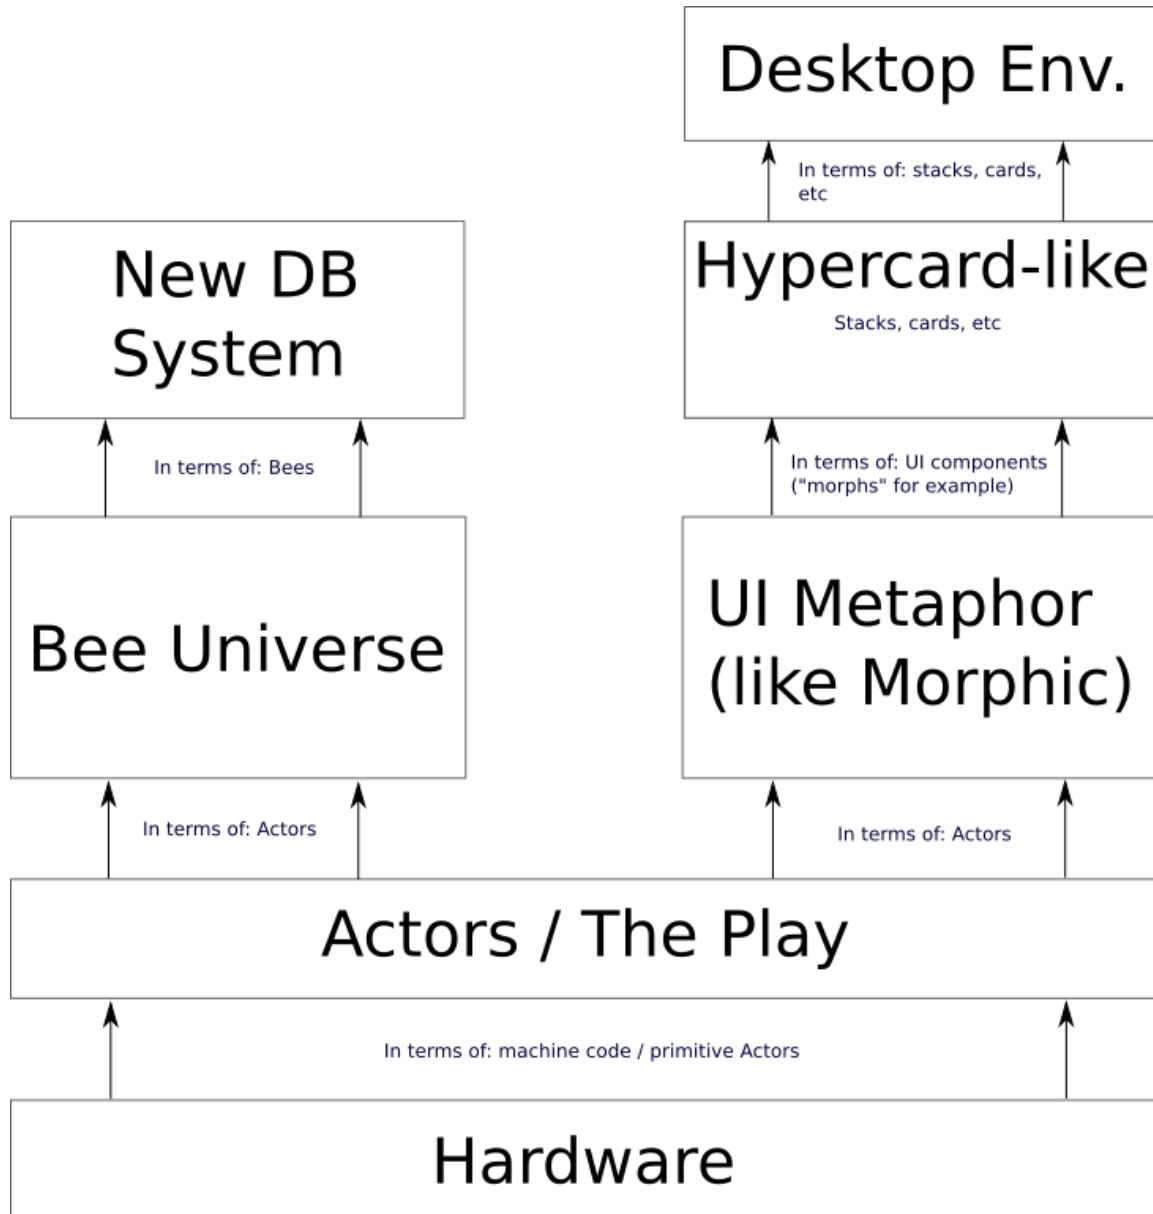 Desktop Env.
In terms of: stacks, cards,
etc
New DB
System
Hypercard-like
Stacks, cards, etc
In terms of: Bees
In terms of: UI components
("morphs" for example)
Bee Universe
UI Metaphor
(like Morphic)
In terms of: Actors
In terms of: Actors
Actors / The Play
In terms of: machine code / primitive Actors
Hardware